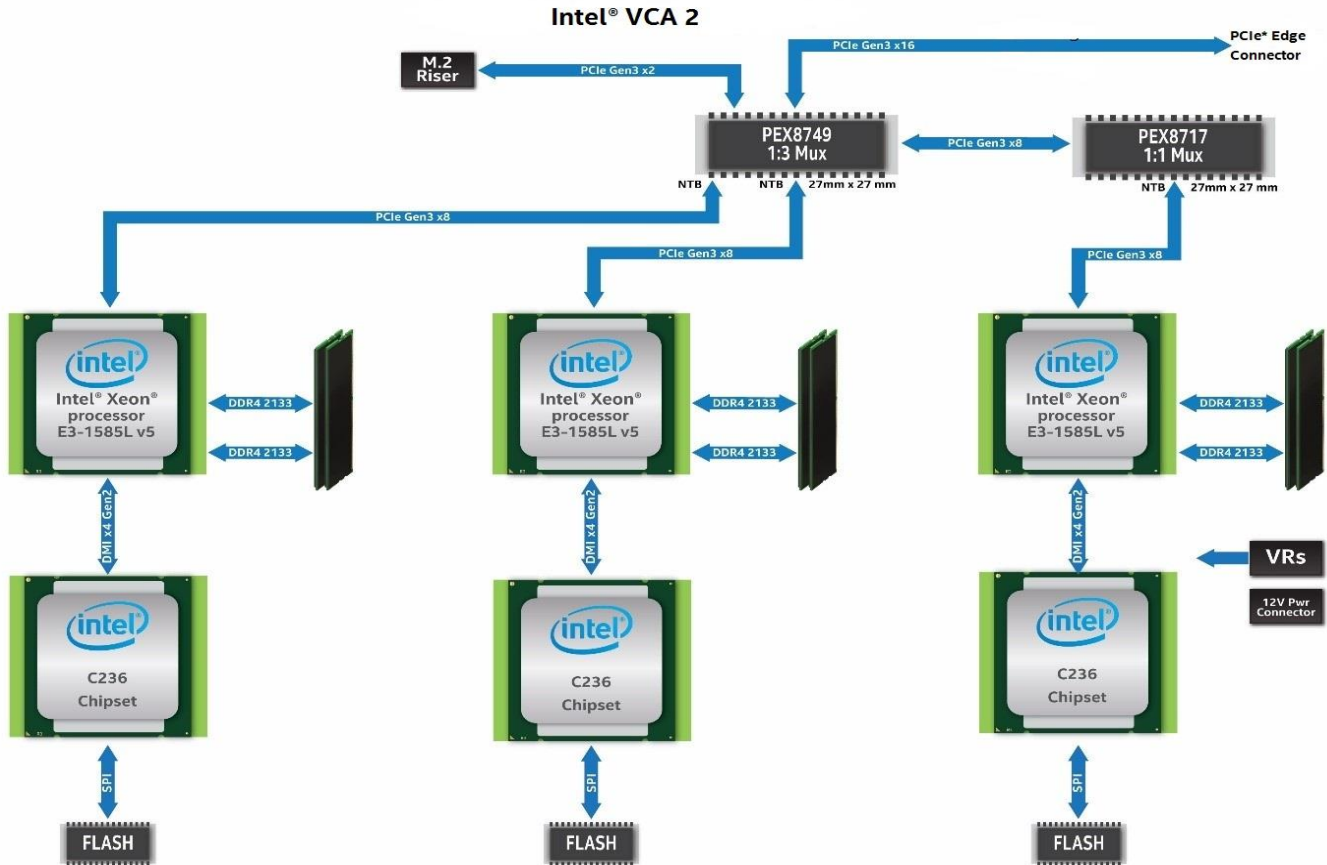 Intel® VCA 2
PCIe Gen3 x16
PCIe* Edge
Connector
M.2
Riser
PCIe Gen3 x2
PEX8749
1:3 Mux
PCIe Gen3 x8
PEX8717
1:1 Mux
NTB
NTB
27mm x 27 mm
NTB
27mm x 27 mm
PCIe Gen3 x8
PCIe Gen3 x8
PCIe Gen3 x8
intel®
Intel® Xeon®
processor
E3-1585L v5
DDR4 2133
DDR4 2133
intel®
Intel® Xeon®
processor
E3-1585L v5
DDR4 2133
DDR4 2133
intel®
Intel® Xeon®
processor
E3-1585L v5
DDR4 2133
DDR4 2133
DMI x4 Gen2
DMI x4 Gen2
DMI x4 Gen2
VRs
12V Pwr
Connector
intel®
C236
Chipset
intel®
C236
Chipset
intel®
C236
Chipset
SPI
SPI
SPI
FLASH
FLASH
FLASH